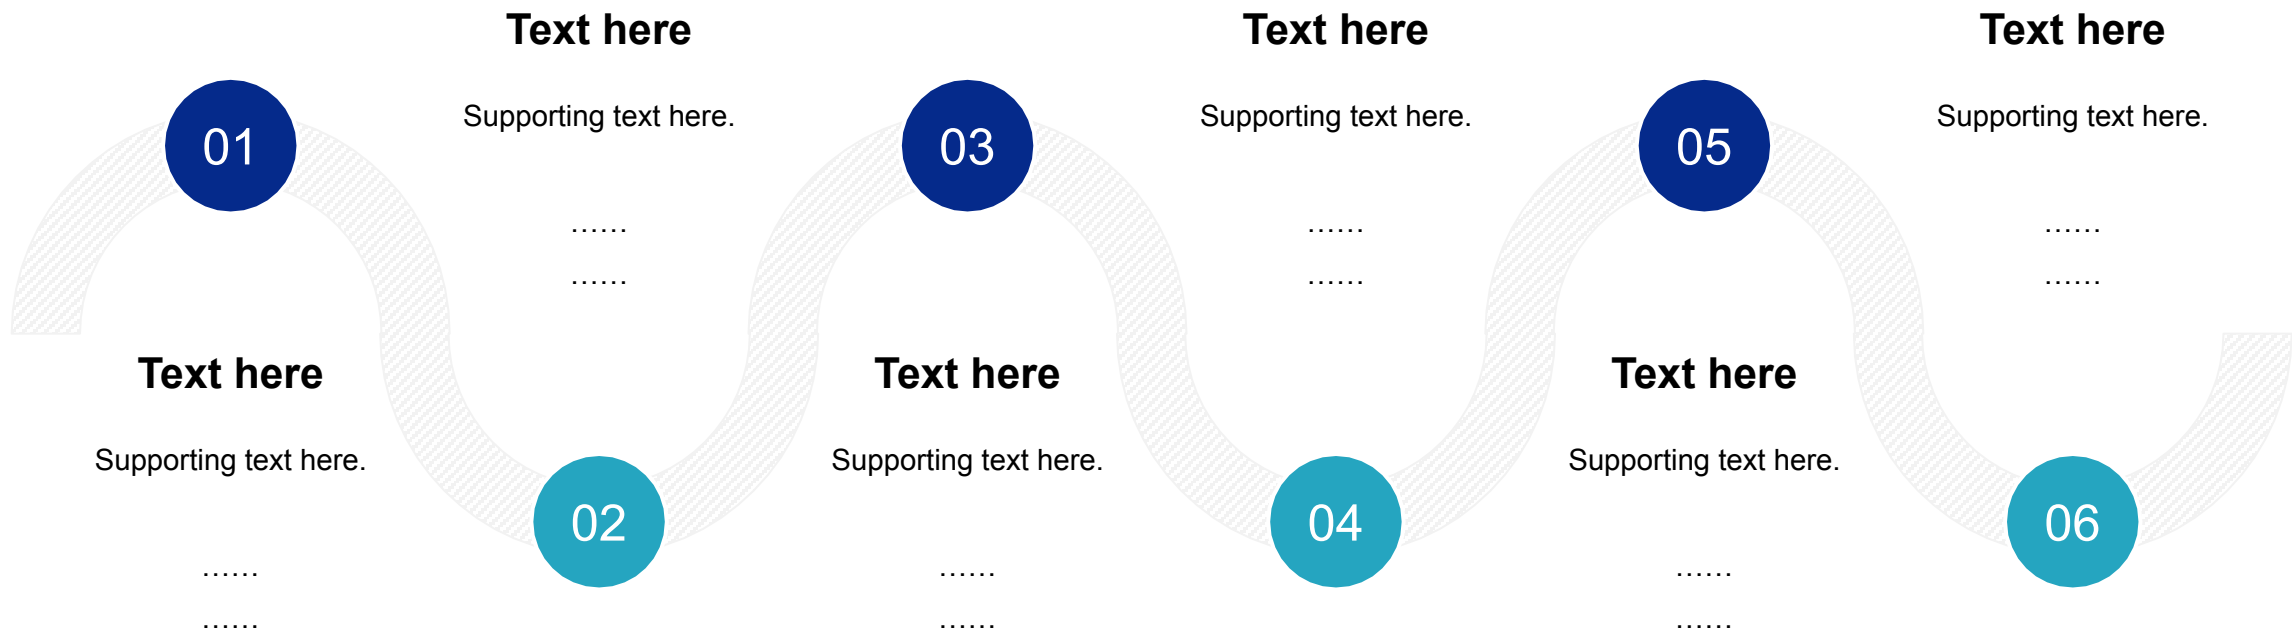 01
Text here
Supporting text here.
……
……
02
Text here
Supporting text here.
……
……
03
Text here
Supporting text here.
……
……
04
Text here
Supporting text here.
……
……
05
Text here
Supporting text here.
……
……
06
Text here
Supporting text here.
……
……